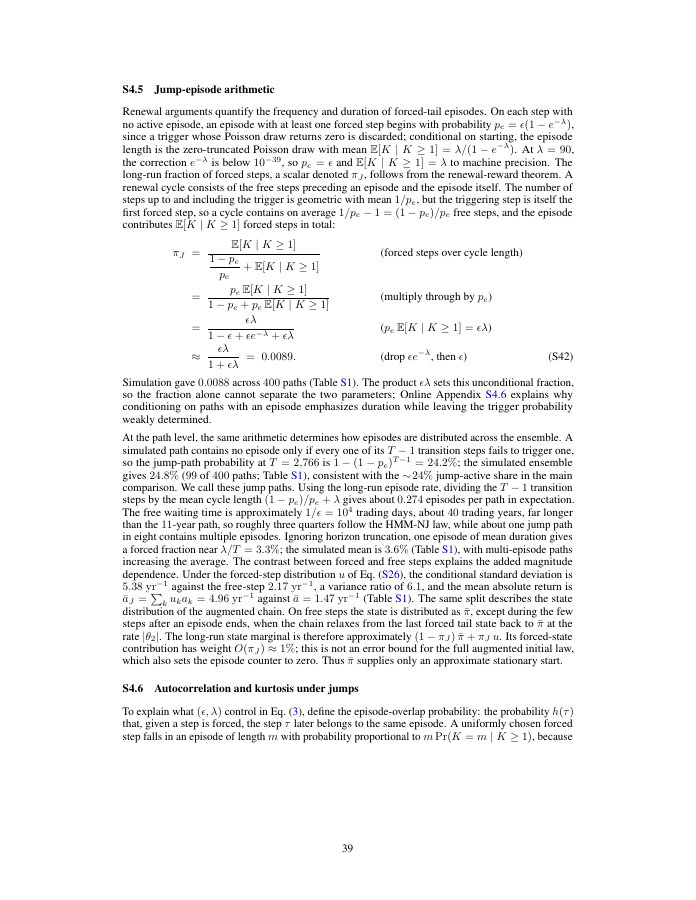 S4.5 Jump-episode arithmetic
Renewal arguments quantify the frequency and duration of forced-tail episodes. On each step with
no active episode, an episode with at least one forced step begins with probability p_e = ϵ(1 − e^{−λ}),
since a trigger whose Poisson draw returns zero is discarded; conditional on starting, the episode
length is the zero-truncated Poisson draw with mean E[K | K ≥ 1] = λ/(1 − e^{−λ}). At λ = 90,
the correction e^{−λ} is below 10^{−39}, so p_e = ϵ and E[K | K ≥ 1] = λ to machine precision. The
long-run fraction of forced steps, a scalar denoted π_J, follows from the renewal-reward theorem. A
renewal cycle consists of the free steps preceding an episode and the episode itself. The number of
steps up to and including the trigger is geometric with mean 1/p_e, but the triggering step is itself the
first forced step, so a cycle contains on average 1/p_e − 1 = (1 − p_e)/p_e free steps, and the episode
contributes E[K | K ≥ 1] forced steps in total:
π_J = E[K | K ≥ 1] / ((1 − p_e)/p_e + E[K | K ≥ 1]) (forced steps over cycle length)
= p_e E[K | K ≥ 1] / (1 − p_e + p_e E[K | K ≥ 1]) (multiply through by p_e)
= ϵλ / (1 − ϵ + ϵe^{−λ} + ϵλ) (p_e E[K | K ≥ 1] = ϵλ)
≈ ϵλ / (1 + ϵλ) = 0.0089. (drop ϵe^{−λ}, then ϵ) (S42)
Simulation gave 0.0088 across 400 paths (Table S1). The product ϵλ sets this unconditional fraction,
so the fraction alone cannot separate the two parameters; Online Appendix S4.6 explains why
conditioning on paths with an episode emphasizes duration while leaving the trigger probability
weakly determined.
At the path level, the same arithmetic determines how episodes are distributed across the ensemble. A
simulated path contains no episode only if every one of its T − 1 transition steps fails to trigger one,
so the jump-path probability at T = 2,766 is 1 − (1 − p_e)^{T−1} = 24.2%; the simulated ensemble
gives 24.8% (99 of 400 paths; Table S1), consistent with the ∼24% jump-active share in the main
comparison. We call these jump paths. Using the long-run episode rate, dividing the T − 1 transition
steps by the mean cycle length (1 − p_e)/p_e + λ gives about 0.274 episodes per path in expectation.
The free waiting time is approximately 1/ϵ = 10^4 trading days, about 40 trading years, far longer
than the 11-year path, so roughly three quarters follow the HMM-NJ law, while about one jump path
in eight contains multiple episodes. Ignoring horizon truncation, one episode of mean duration gives
a forced fraction near λ/T = 3.3%; the simulated mean is 3.6% (Table S1), with multi-episode paths
increasing the average. The contrast between forced and free steps explains the added magnitude
dependence. Under the forced-step distribution u of Eq. (S26), the conditional standard deviation is
5.38 yr^{−1} against the free-step 2.17 yr^{−1}, a variance ratio of 6.1, and the mean absolute return is
ā_J = ∑_k u_k a_k = 4.96 yr^{−1} against ā = 1.47 yr^{−1} (Table S1). The same split describes the state
distribution of the augmented chain. On free steps the state is distributed as π̄, except during the few
steps after an episode ends, when the chain relaxes from the last forced tail state back to π̄ at the
rate |θ_2|. The long-run state marginal is therefore approximately (1 − π_J) π̄ + π_J u. Its forced-state
contribution has weight O(π_J) ≈ 1%; this is not an error bound for the full augmented initial law,
which also sets the episode counter to zero. Thus π̄ supplies only an approximate stationary start.
S4.6 Autocorrelation and kurtosis under jumps
To explain what (ϵ, λ) control in Eq. (3), define the episode-overlap probability: the probability h(τ)
that, given a step is forced, the step τ later belongs to the same episode. A uniformly chosen forced
step falls in an episode of length m with probability proportional to m Pr(K = m | K ≥ 1), because
39